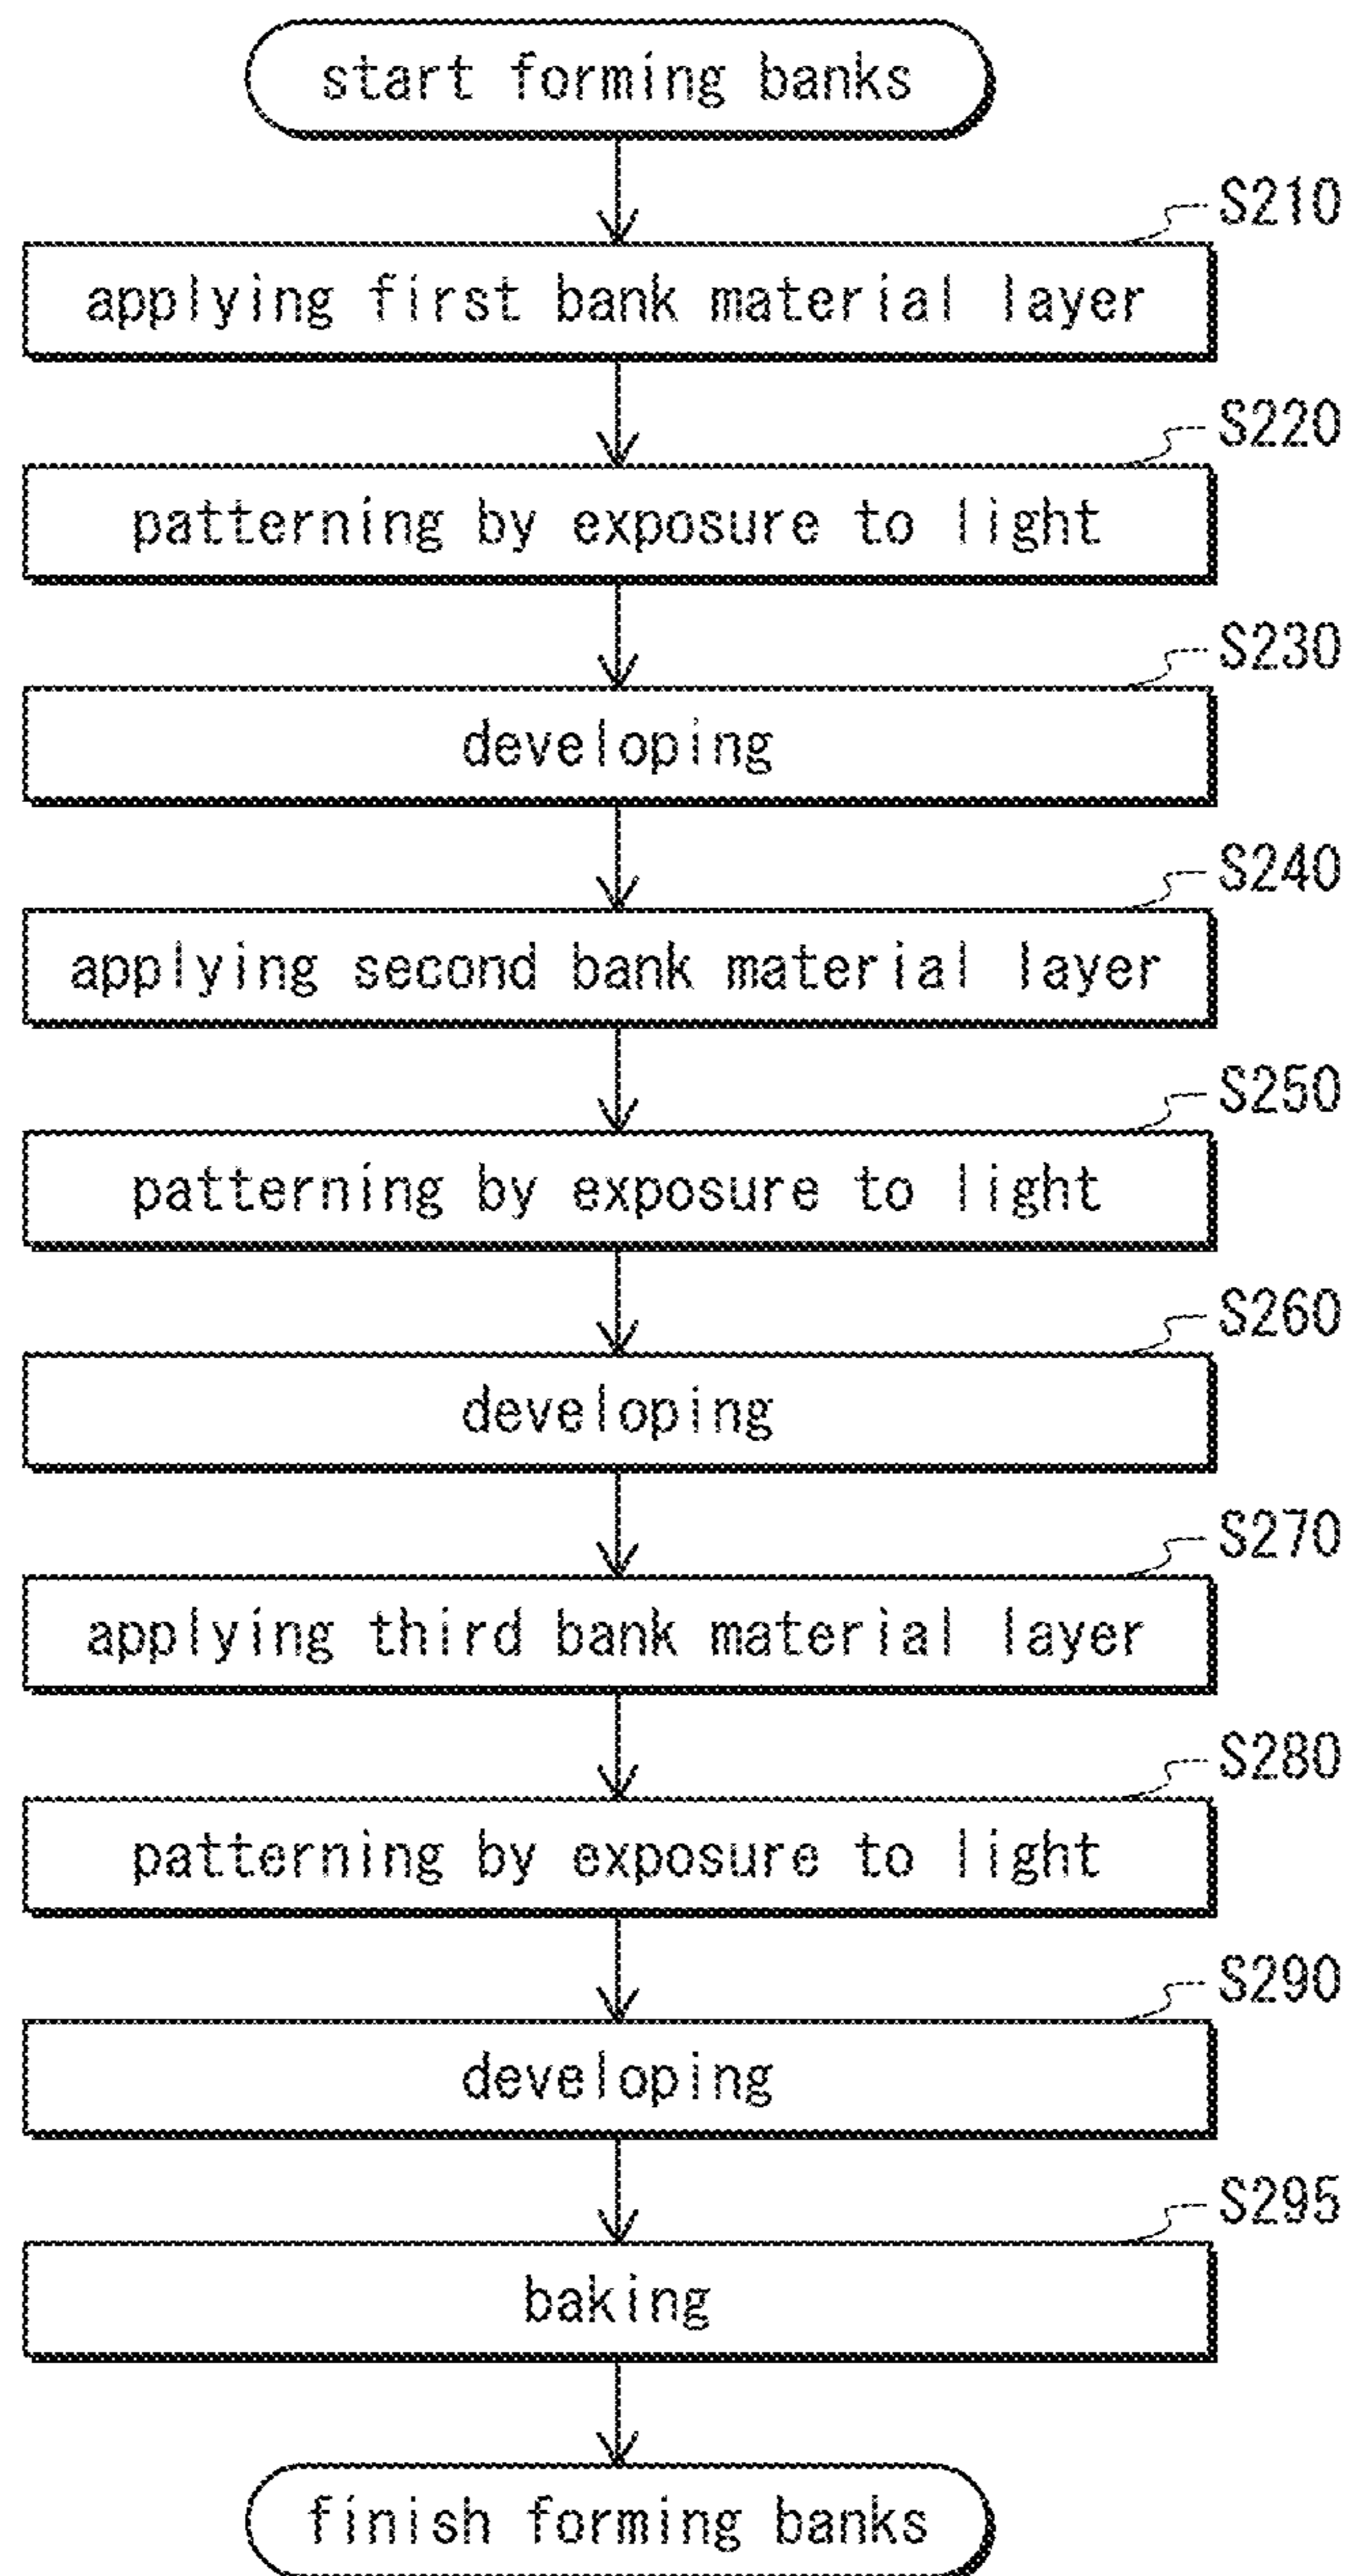 start forming banks
S210
applying first bank material layer
S220
patterning by exposure to light
S230
developing
S240
applying second bank material layer
S250
patterning by exposure to light
S260
developing
S270
applying third bank material layer
S280
patterning by exposure to light
S290
developing
S295
baking
finish forming banks